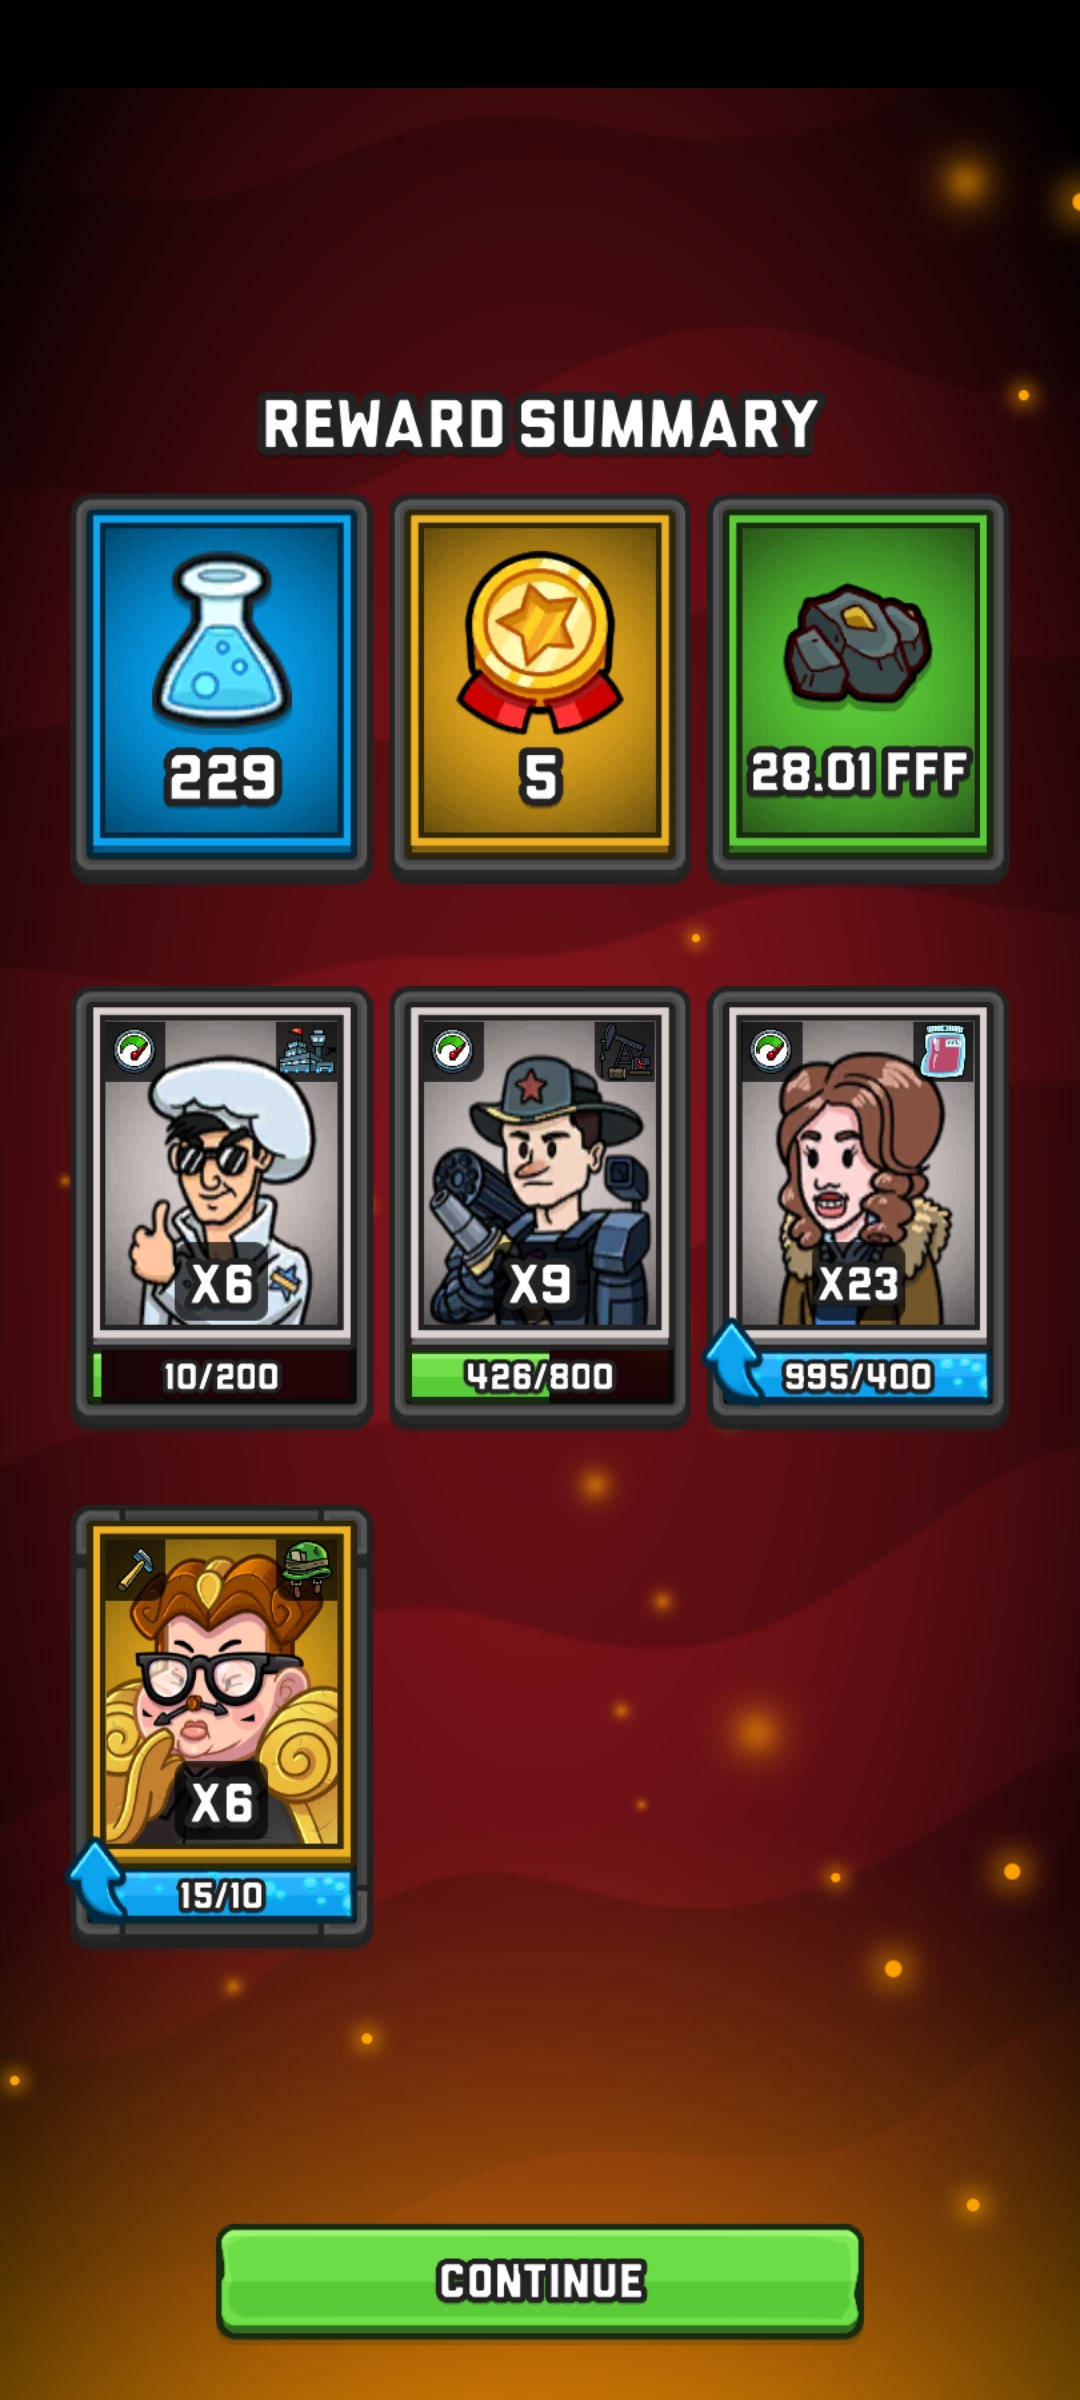 REWARD SUMMARY
229
5
28.01 FFF
X6
X9
X23
10/200
426/800
995/400
X6
15/10
CONTINUE